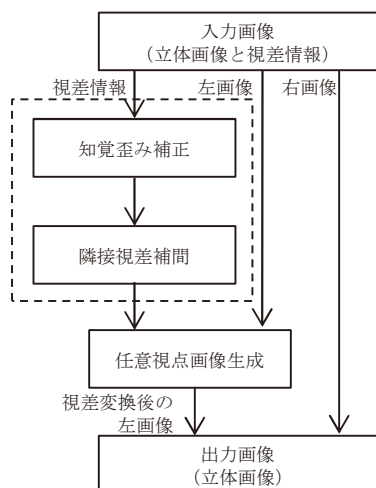 入力画像
(立体画像と視差情報)
視差情報
左画像
右画像
知覚歪み補正
隣接視差補間
任意視点画像生成
視差変換後の
左画像
出力画像
(立体画像)